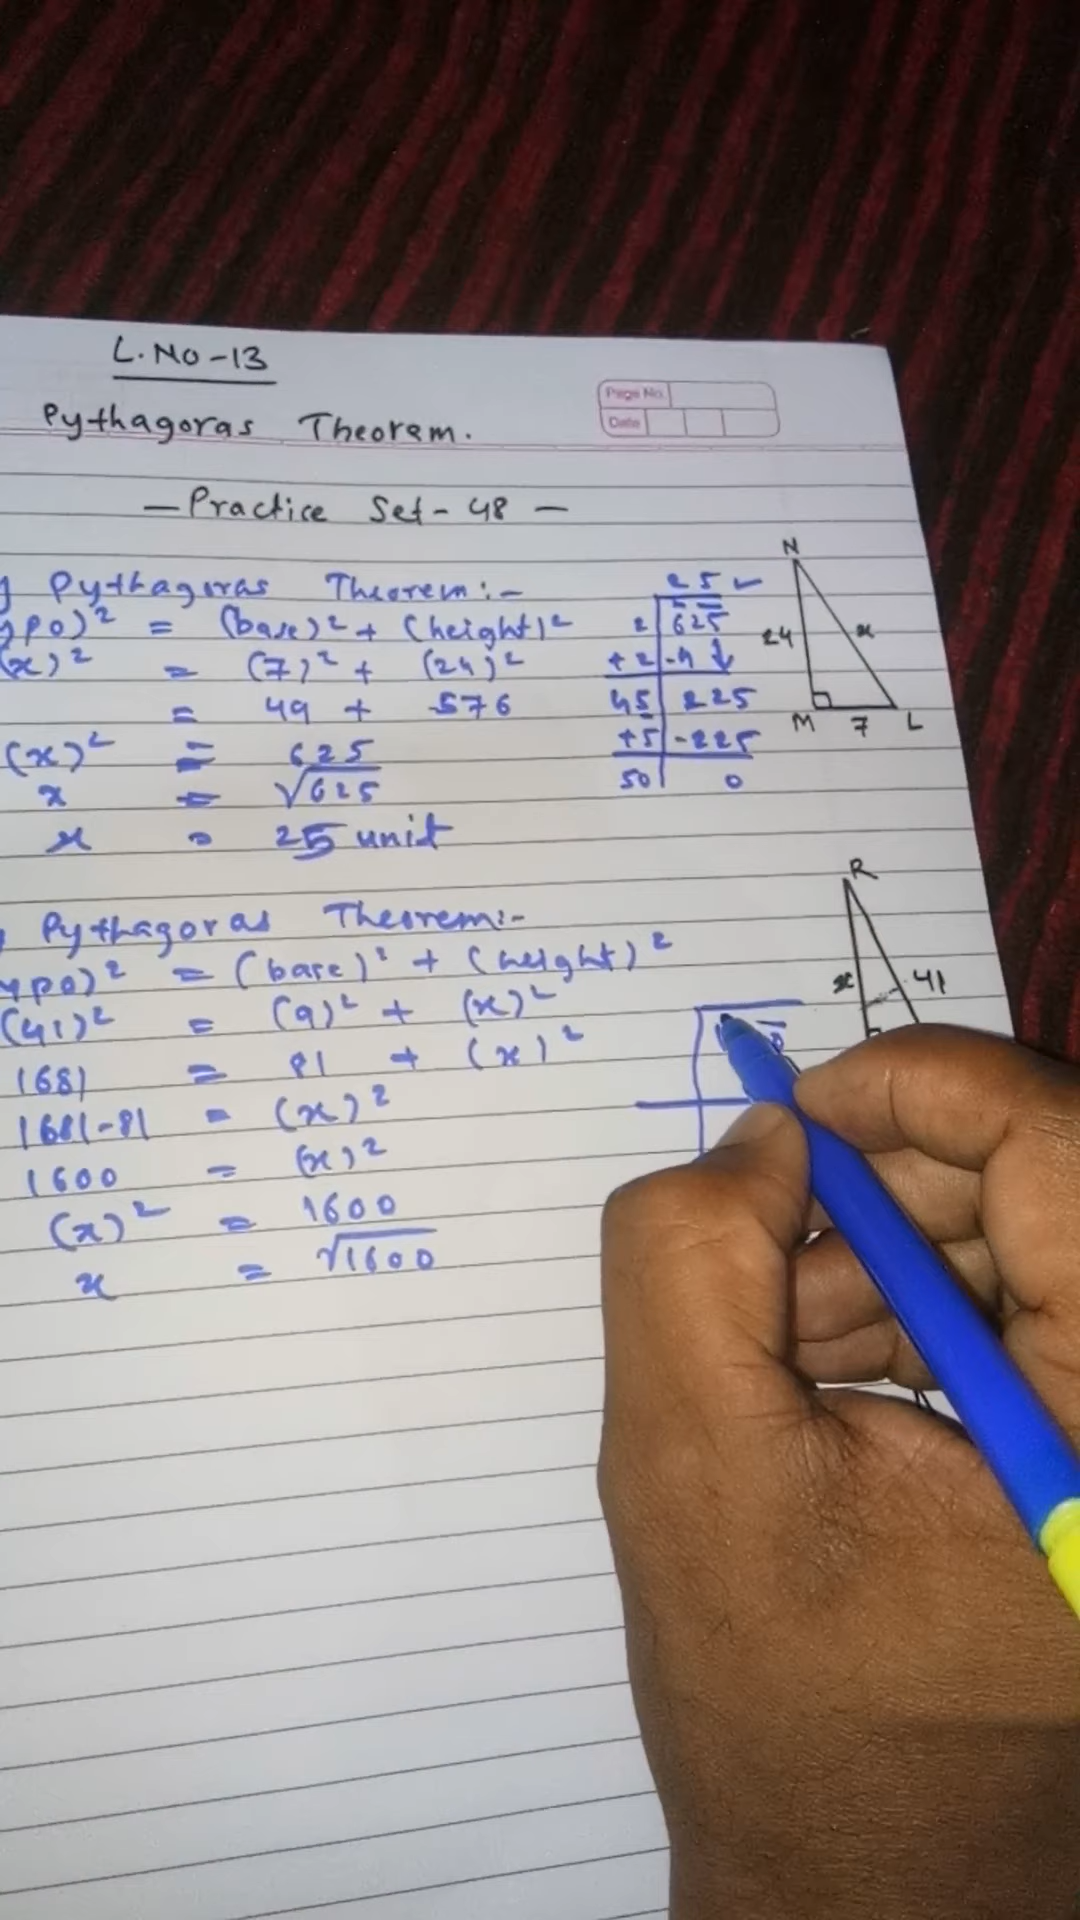 L. No -13
Page No.
Date
Pythagoras Theoram.
- Practice Set - 48 -
Pythagoras Theorem :-
ypo)² = (base)² + (height)²
(x)² = (7)² + (24)²
= 49 + 576
(x)² = 625
x = √625
x = 25 unit
25
2 625
+2 -4 ↓
45 225
+5 -225
50 0
N
24 x
M 7 L
Pythagoras Theorem:-
ypo)² = (base)² + (height)²
(41)² = (9)² + (x)²
1681 = 81 + (x)²
1681-81 = (x)²
1600 = (x)²
(x)² = 1600
x = √1600
R
x 41